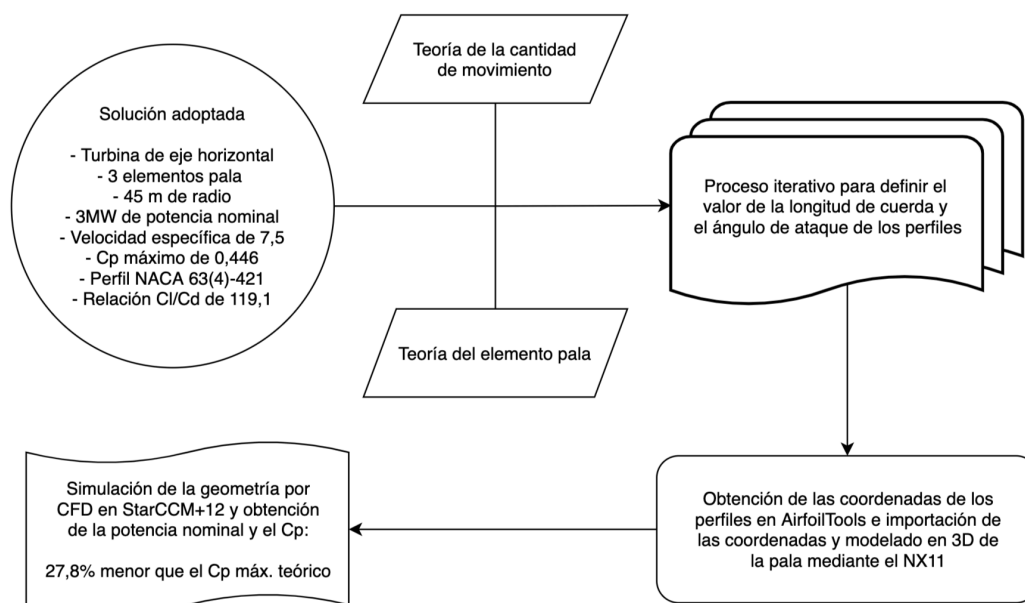 Solución adoptada
- Turbina de eje horizontal
- 3 elementos pala
- 45 m de radio
- 3MW de potencia nominal
- Velocidad específica de 7,5
- Cp máximo de 0,446
- Perfil NACA 63(4)-421
- Relación Cl/Cd de 119,1
Teoría de la cantidad
de movimiento
Teoría del elemento pala
Proceso iterativo para definir el
valor de la longitud de cuerda y
el ángulo de ataque de los perfiles
Obtención de las coordenadas de los
perfiles en AirfoilTools e importación de
las coordenadas y modelado en 3D de
la pala mediante el NX11
Simulación de la geometría por
CFD en StarCCM+12 y obtención
de la potencia nominal y el Cp:
27,8% menor que el Cp máx. teórico